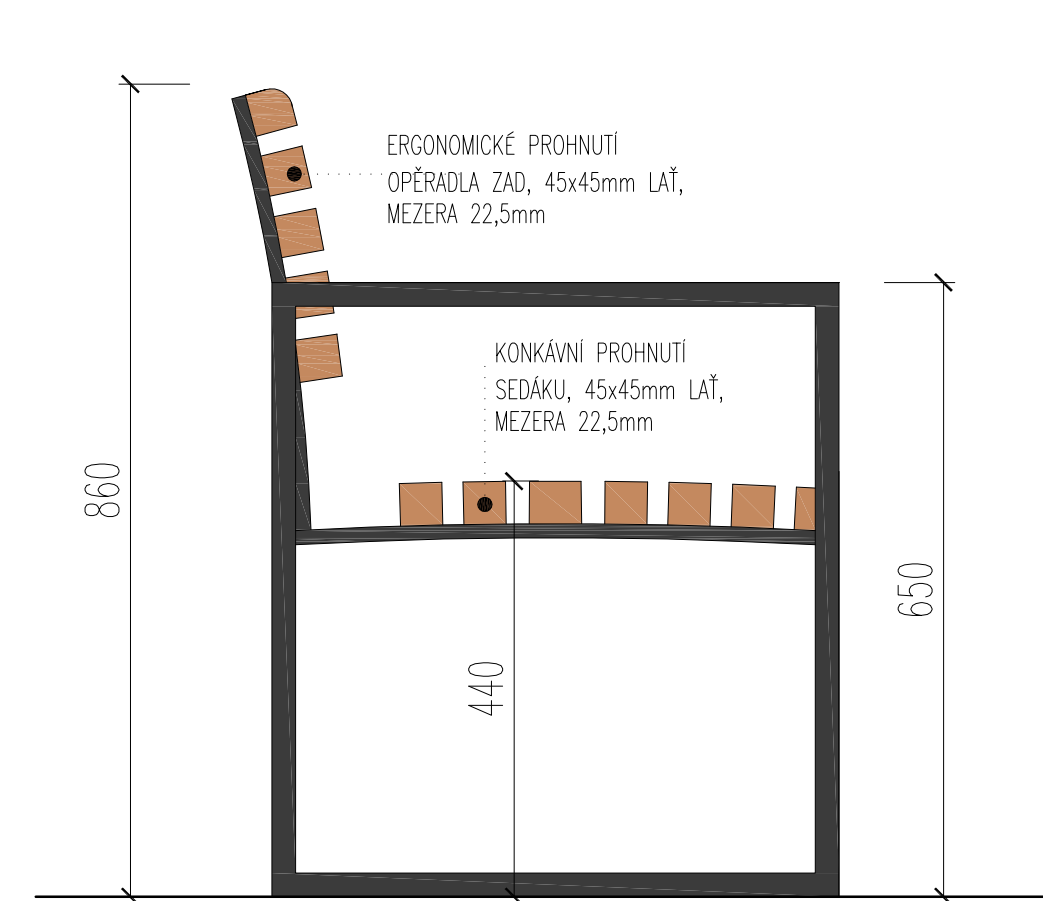 ERGONOMICKÉ PROHNUTÍ
OPĚRADLA ZAD, 45x45mm LAŤ,
MEZERA 22,5mm
KONKÁVNÍ PROHNUTÍ
SEDÁKU, 45x45mm LAŤ,
MEZERA 22,5mm
860
650
440